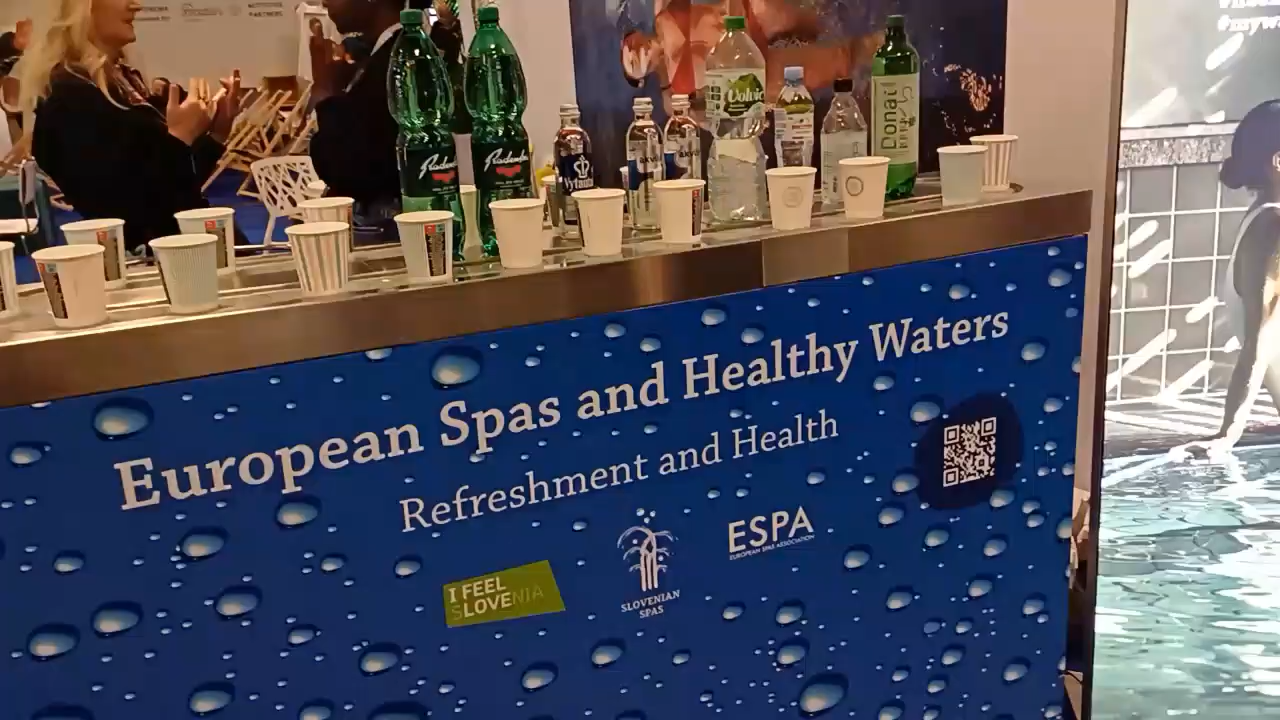 Radenska
Radenska
Vytautas
akvile
Volvic
Donat
European Spas and Healthy Waters
Refreshment and Health
ESPA
EUROPEAN SPAS ASSOCIATION
I FEEL
SLOVENIA
SLOVENIAN
SPAS